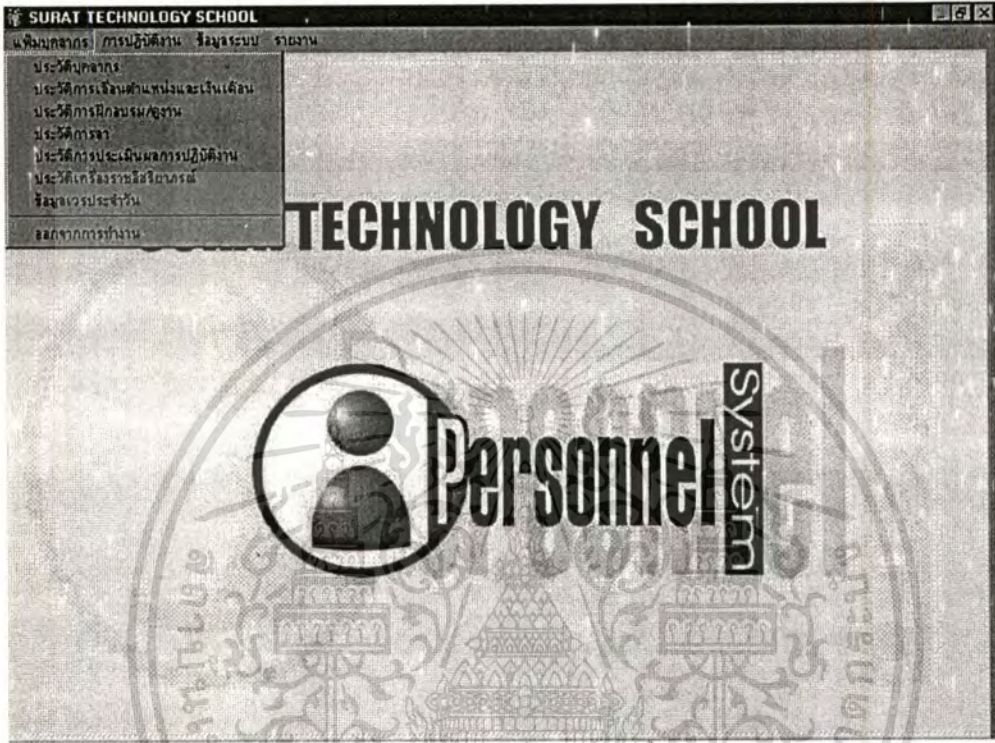 SURAT TECHNOLOGY SCHOOL
แฟ้มบุคลากร การปฏิบัติงาน ข้อมูลระบบ รายงาน
ประวัติบุคลากร
ประวัติการเลื่อนตำแหน่งและเงินเดือน
ประวัติการฝึกอบรม/ดูงาน
ประวัติการลา
ประวัติการประเมินผลการปฏิบัติงาน
ประวัติเครื่องราชอิสริยาภรณ์
ข้อมูลเวรประจำวัน
ออกจากการทำงาน
TECHNOLOGY SCHOOL
Personnel
System